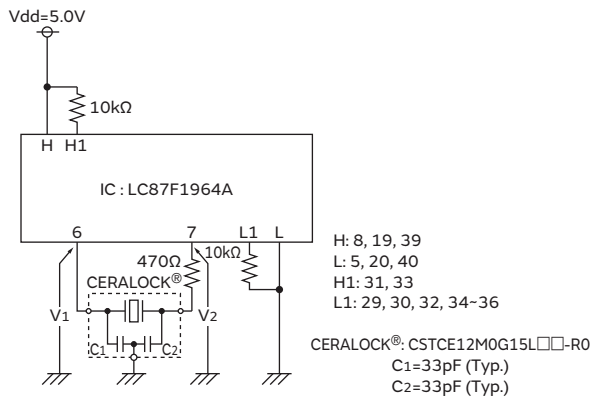 Vdd=5.0V
10kΩ
H H1
IC : LC87F1964A
6 7 L1 L
470Ω 10kΩ
CERALOCK®
V1 V2
C1 C2
H: 8, 19, 39
L: 5, 20, 40
H1: 31, 33
L1: 29, 30, 32, 34~36
CERALOCK®: CSTCE12M0G15L□□-R0
C1=33pF (Typ.)
C2=33pF (Typ.)